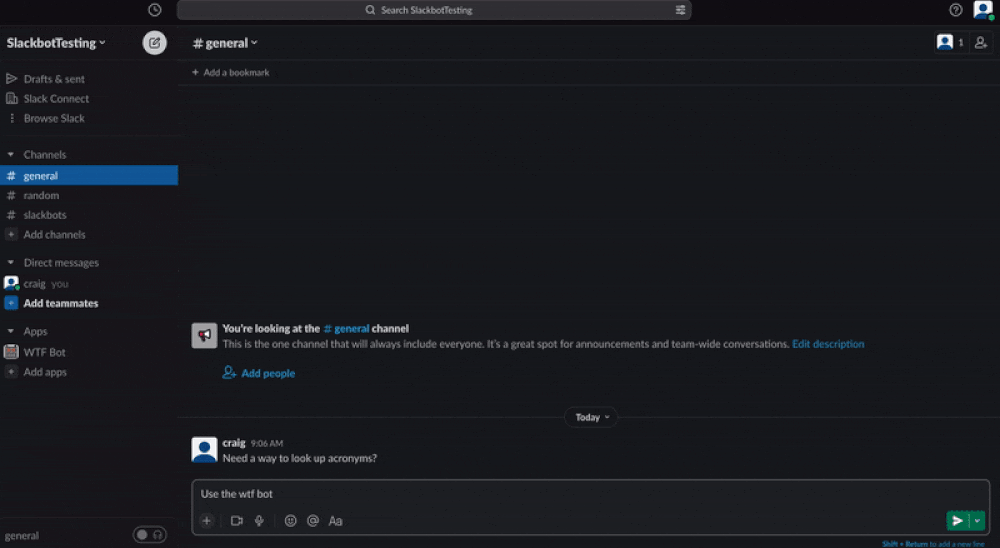 Search SlackbotTesting
SlackbotTesting
# general
1
+ Add a bookmark
Drafts & sent
Slack Connect
Browse Slack
Channels
# general
# random
# slackbots
+ Add channels
Direct messages
craig you
+ Add teammates
Apps
WTF Bot
+ Add apps
You're looking at the # general channel
This is the one channel that will always include everyone. It's a great spot for announcements and team-wide conversations. Edit description
Add people
Today
craig 9:06 AM
Need a way to look up acronyms?
Use the wtf bot
Aa
general
Shift + Return to add a new line